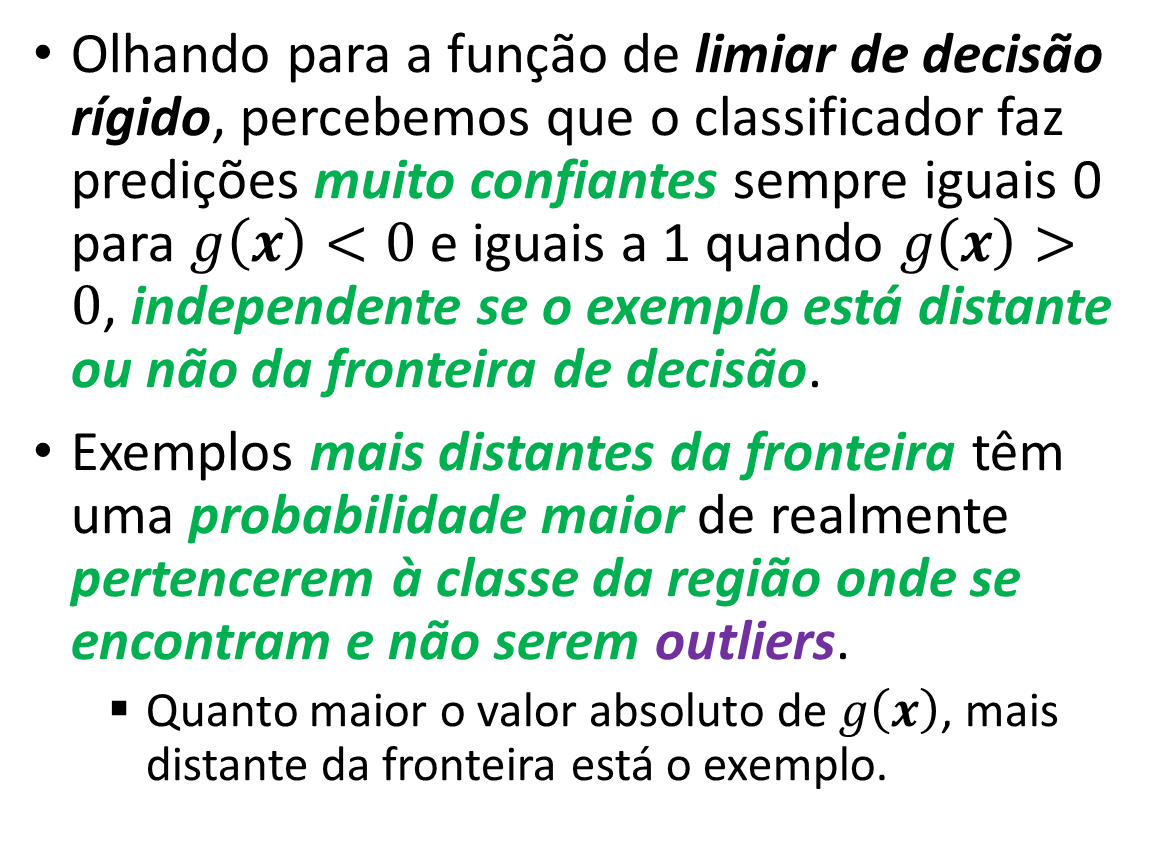 • Olhando para a função de limiar de decisão
rígido, percebemos que o classificador faz
predições muito confiantes sempre iguais 0
para g(x) < 0 e iguais a 1 quando g(x) >
0, independente se o exemplo está distante
ou não da fronteira de decisão.
• Exemplos mais distantes da fronteira têm
uma probabilidade maior de realmente
pertencerem à classe da região onde se
encontram e não serem outliers.
▪ Quanto maior o valor absoluto de g(x), mais
distante da fronteira está o exemplo.